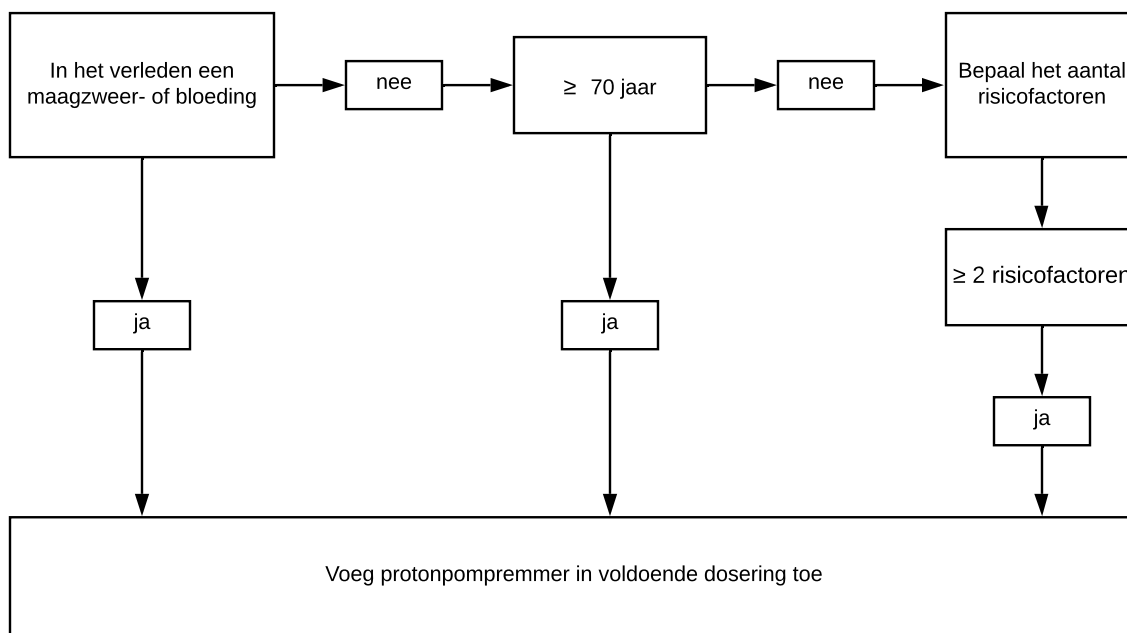 In het verleden een
maagzweer- of bloeding
nee
≥ 70 jaar
nee
Bepaal het aantal
risicofactoren
≥ 2 risicofactoren
ja
ja
ja
Voeg protonpompremmer in voldoende dosering toe